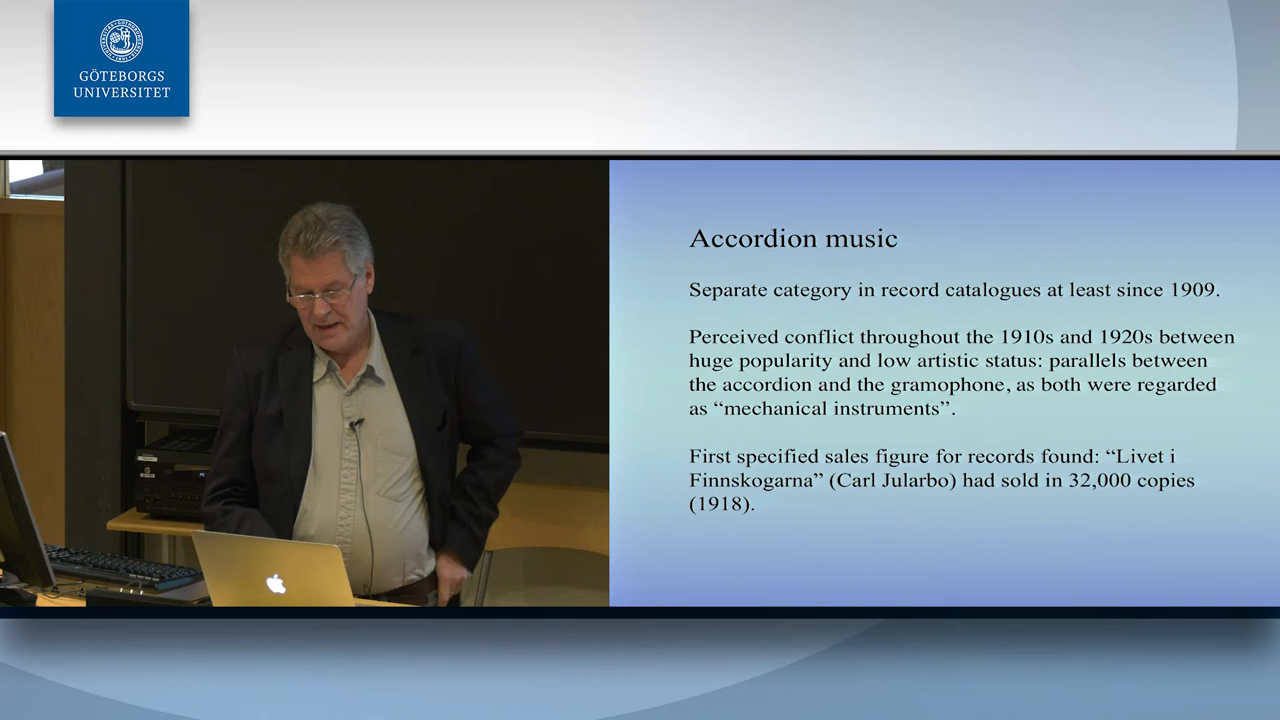 GÖTEBORGS
UNIVERSITET
Accordion music
Separate category in record catalogues at least since 1909.
Perceived conflict throughout the 1910s and 1920s between
huge popularity and low artistic status: parallels between
the accordion and the gramophone, as both were regarded
as “mechanical instruments”.
First specified sales figure for records found: “Livet i
Finnskogarna” (Carl Jularbo) had sold in 32,000 copies
(1918).